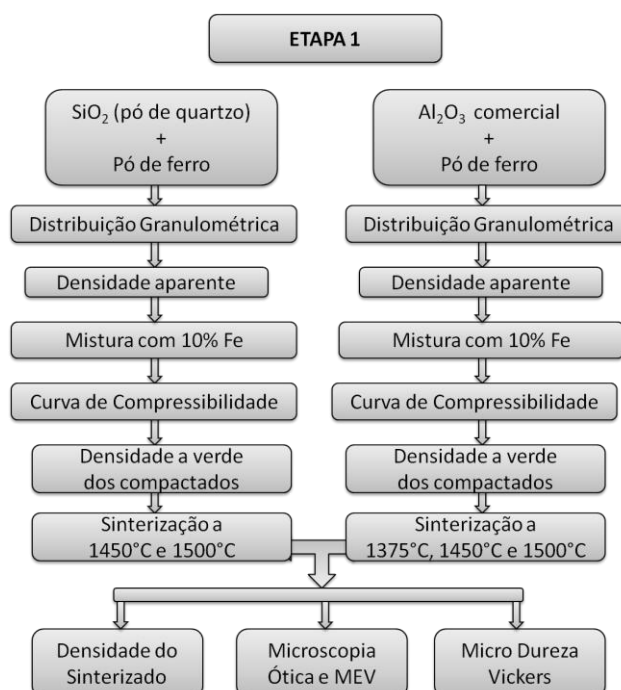 ETAPA 1
SiO₂ (pó de quartzo)
+
Pó de ferro
Al₂O₃ comercial
+
Pó de ferro
Distribuição Granulométrica
Distribuição Granulométrica
Densidade aparente
Densidade aparente
Mistura com 10% Fe
Mistura com 10% Fe
Curva de Compressibilidade
Curva de Compressibilidade
Densidade a verde
dos compactados
Densidade a verde
dos compactados
Sinterização a
1450°C e 1500°C
Sinterização a
1375°C, 1450°C e 1500°C
Densidade do
Sinterizado
Microscopia
Ótica e MEV
Micro Dureza
Vickers